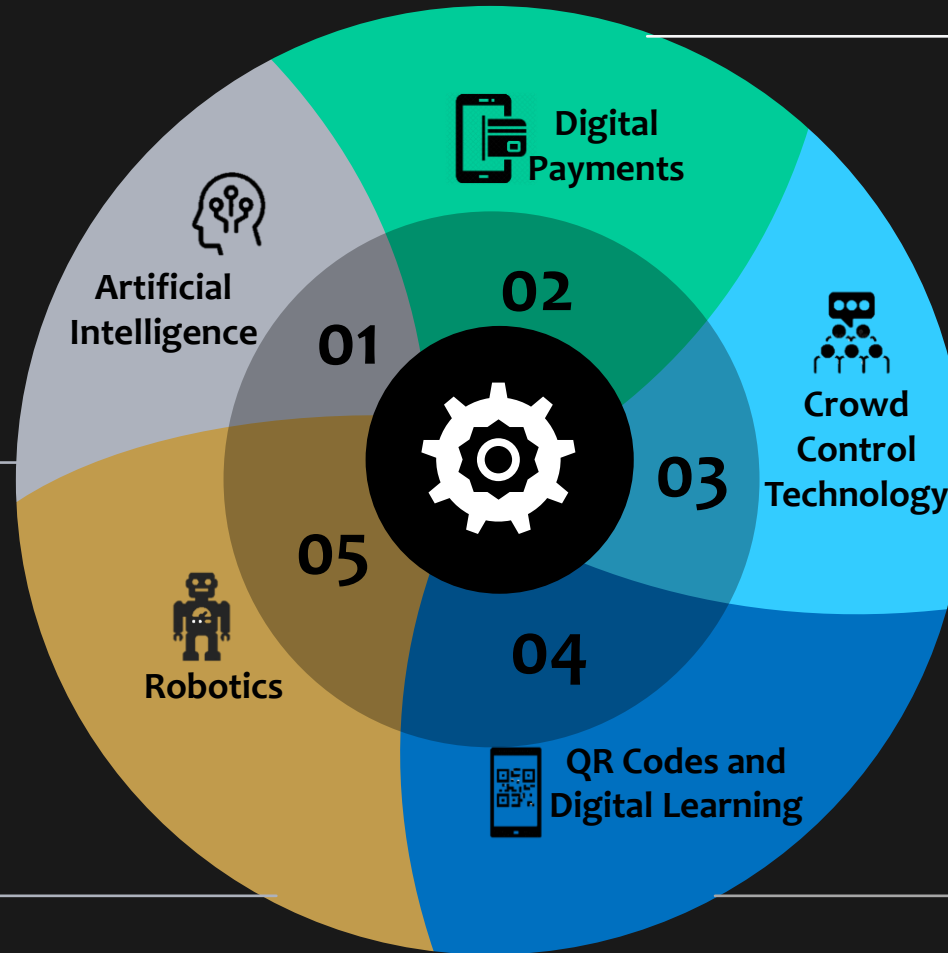 Artificial
Intelligence
01
Digital
Payments
02
Crowd
Control
Technology
03
QR Codes and
Digital Learning
04
Robotics
05